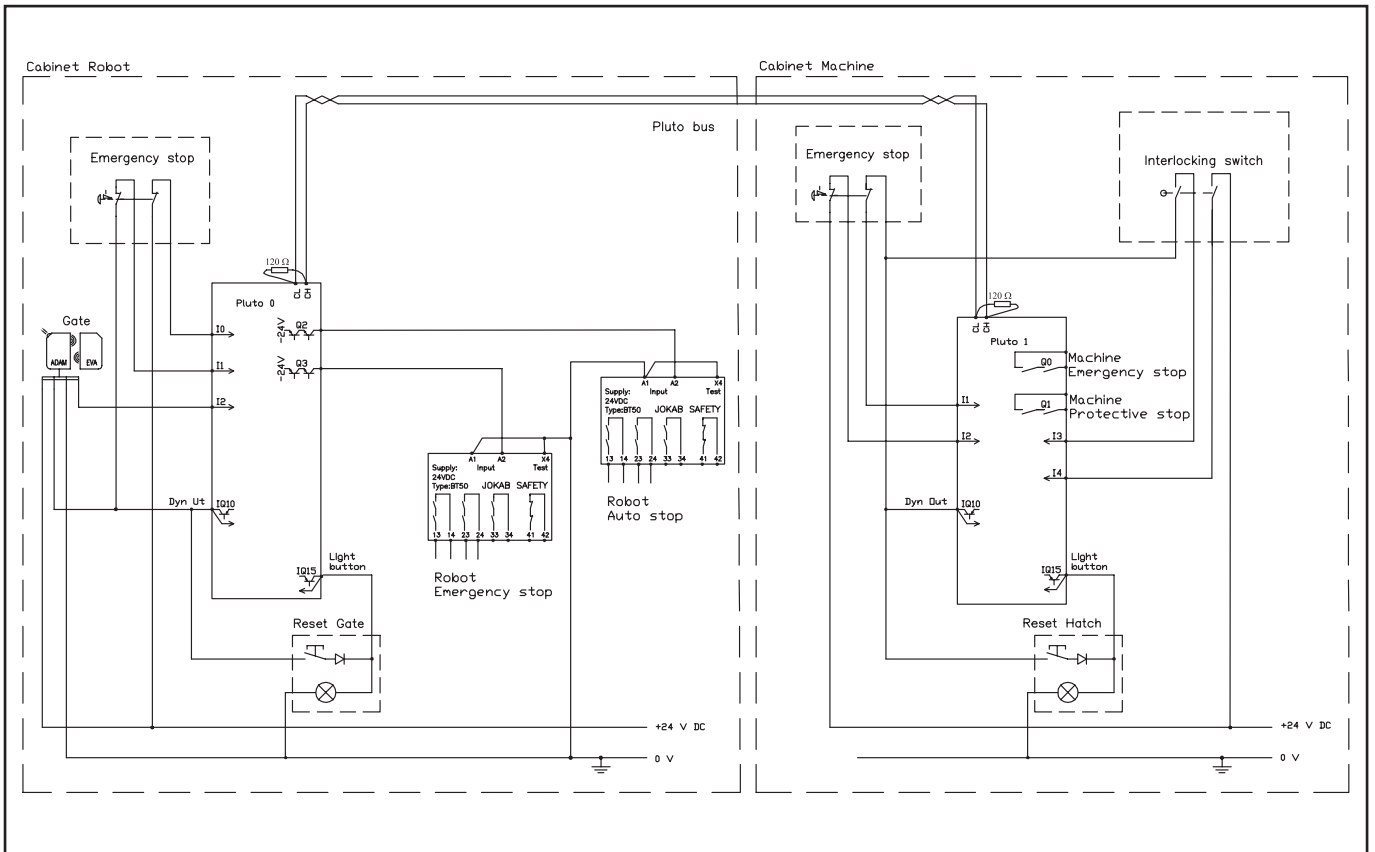 Cabinet Robot
Cabinet Machine
Pluto bus
Emergency stop
Emergency stop
Interlocking switch
120 Ω
CL
CH
Pluto 0
I0
I1
I2
-24V
Q2
-24V
Q3
Gate
ADAM
EVA
Dyn Ut
IQ10
IQ15
Light
button
Reset Gate
A1
A2
X4
Supply:
Input
Test
24VDC
Type:BT50
JOKAB SAFETY
13 14 23 24 33 34 41 42
Robot
Auto stop
A1
A2
X4
Supply:
Input
Test
24VDC
Type:BT50
JOKAB SAFETY
13 14 23 24 33 34 41 42
Robot
Emergency stop
+24 V DC
0 V
120 Ω
CL
CH
Pluto 1
Q0
Machine
Emergency stop
Q1
Machine
Protective stop
I1
I2
I3
I4
Dyn Out
IQ10
IQ15
Light
button
Reset Hatch
+24 V DC
0 V